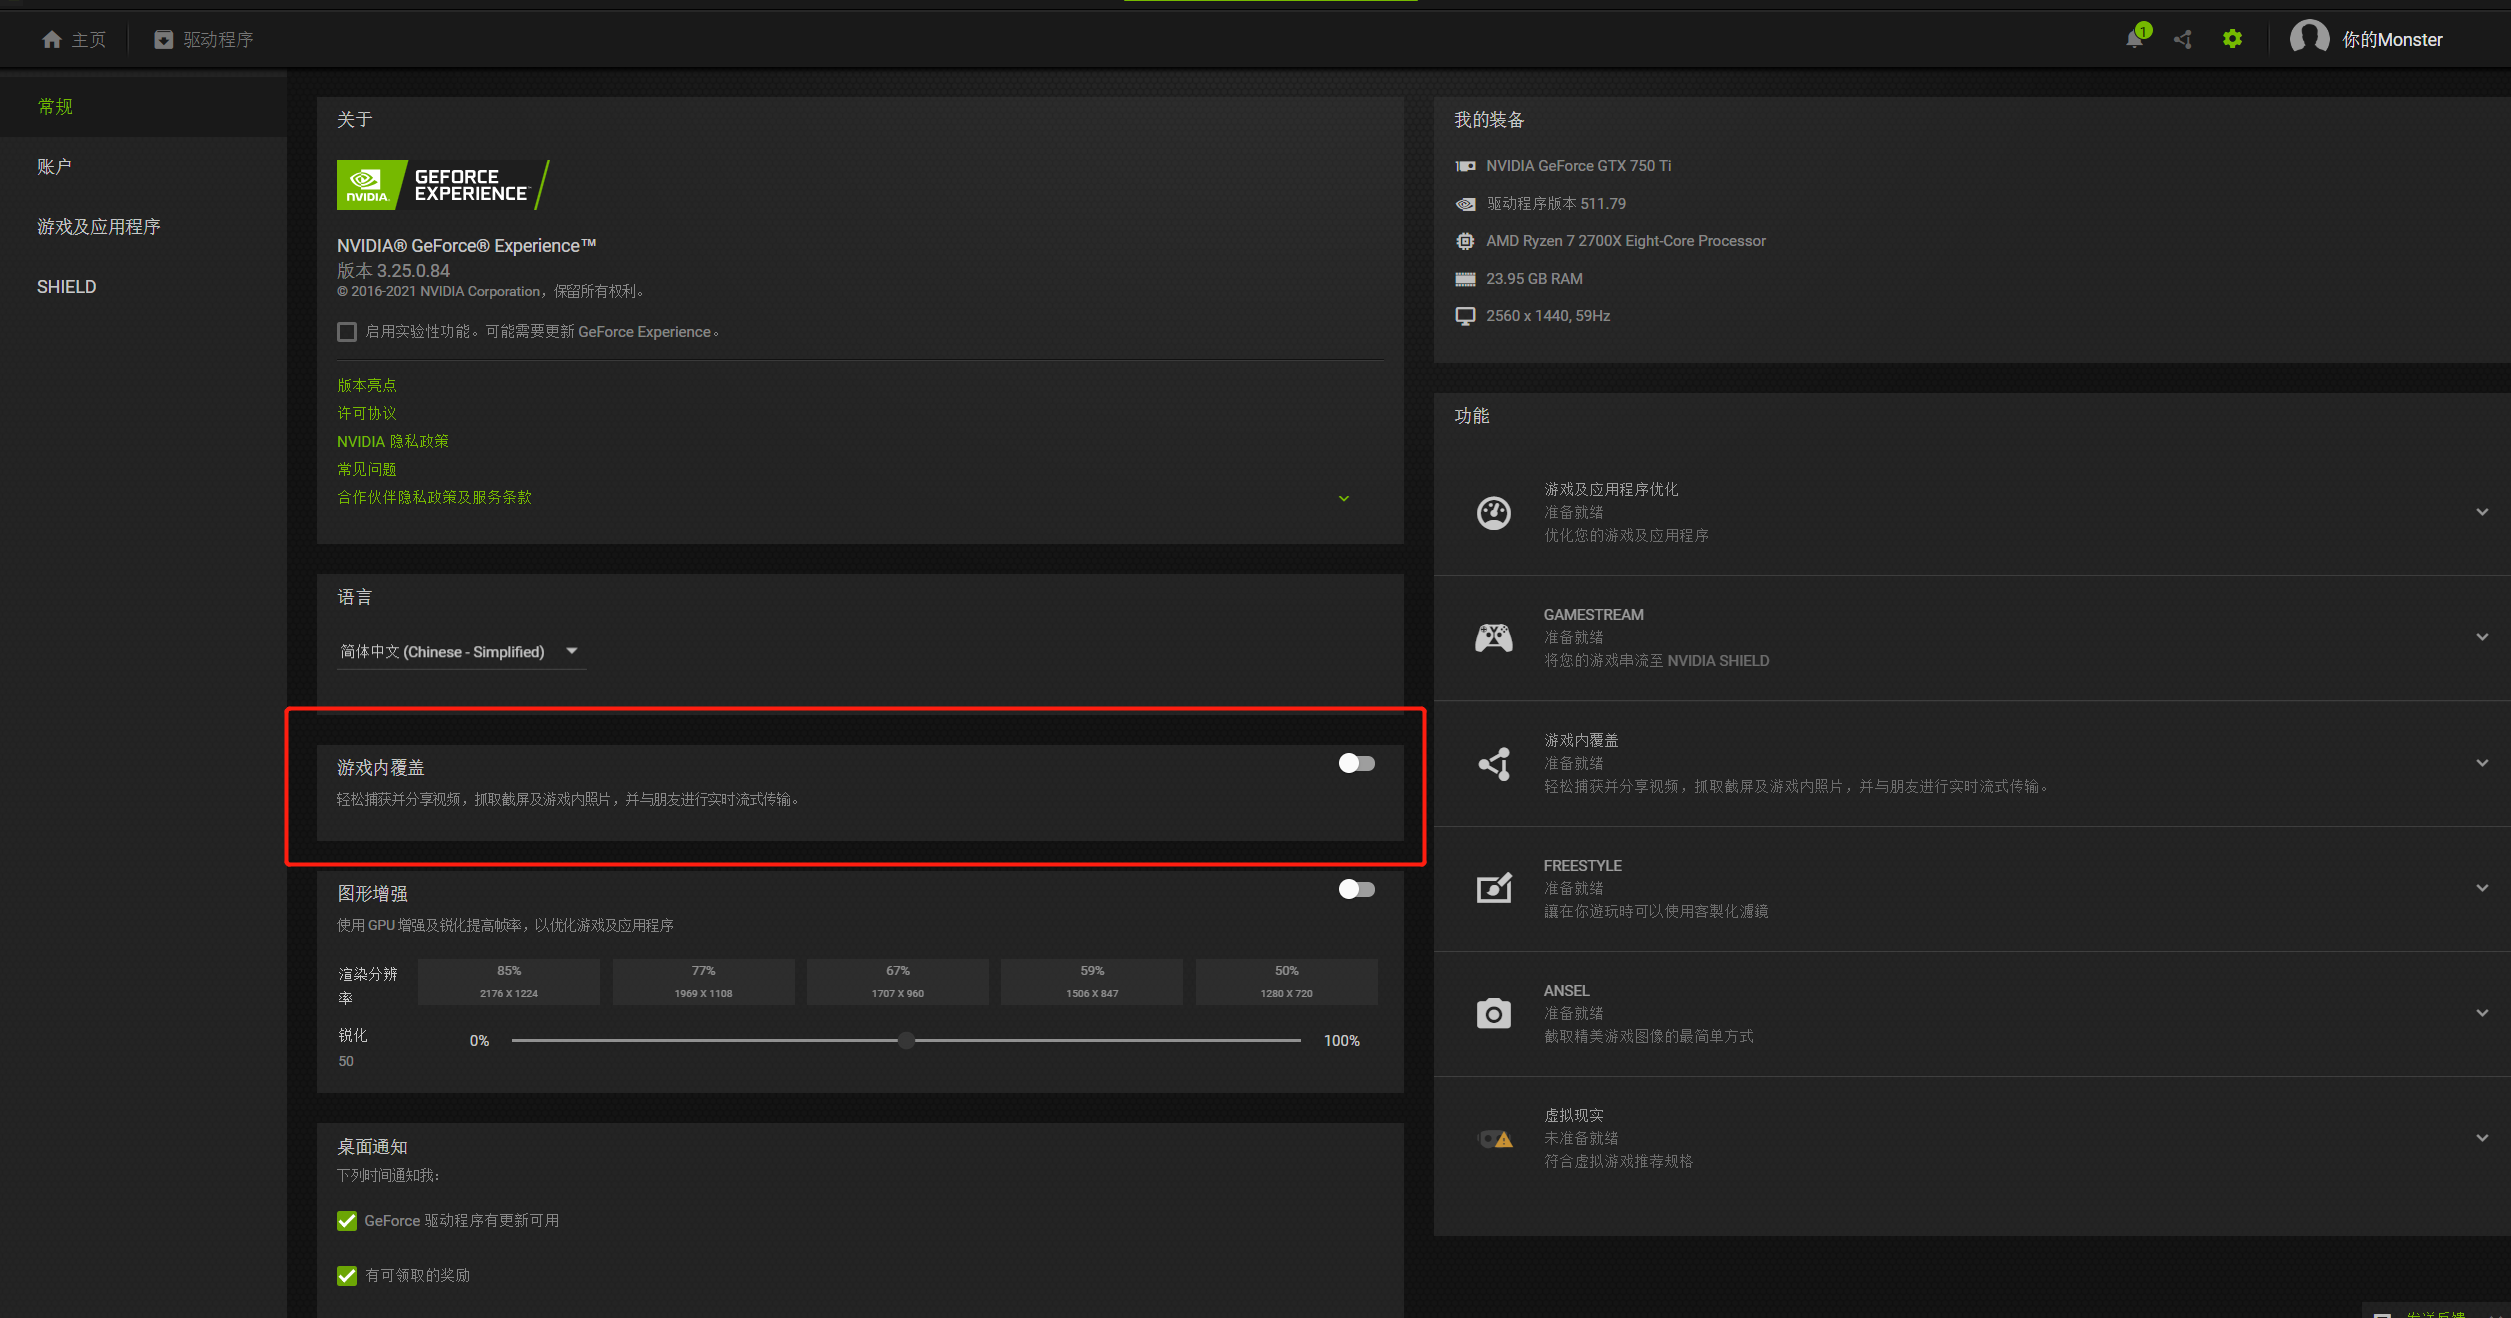 主页
驱动程序
1
你的Monster
常规
账户
游戏及应用程序
SHIELD
关于
NVIDIA.
GEFORCE
EXPERIENCE
NVIDIA® GeForce® Experience™
版本 3.25.0.84
© 2016-2021 NVIDIA Corporation，保留所有权利。
启用实验性功能。可能需要更新 GeForce Experience。
版本亮点
许可协议
NVIDIA 隐私政策
常见问题
合作伙伴隐私政策及服务条款
语言
简体中文 (Chinese - Simplified)
游戏内覆盖
轻松捕获并分享视频，抓取截屏及游戏内照片，并与朋友进行实时流式传输。
图形增强
使用 GPU 增强及锐化提高帧率，以优化游戏及应用程序
渲染分辨
率
85%
2176 X 1224
77%
1969 X 1108
67%
1707 X 960
59%
1506 X 847
50%
1280 X 720
锐化
50
0%
100%
桌面通知
下列时间通知我：
GeForce 驱动程序有更新可用
有可领取的奖励
我的装备
NVIDIA GeForce GTX 750 Ti
驱动程序版本 511.79
AMD Ryzen 7 2700X Eight-Core Processor
23.95 GB RAM
2560 x 1440, 59Hz
功能
游戏及应用程序优化
准备就绪
优化您的游戏及应用程序
GAMESTREAM
准备就绪
将您的游戏串流至 NVIDIA SHIELD
游戏内覆盖
准备就绪
轻松捕获并分享视频，抓取截屏及游戏内照片，并与朋友进行实时流式传输。
FREESTYLE
准备就绪
讓在你遊玩時可以使用客製化濾鏡
ANSEL
准备就绪
截取精美游戏图像的最简单方式
虚拟现实
未准备就绪
符合虚拟游戏推荐规格